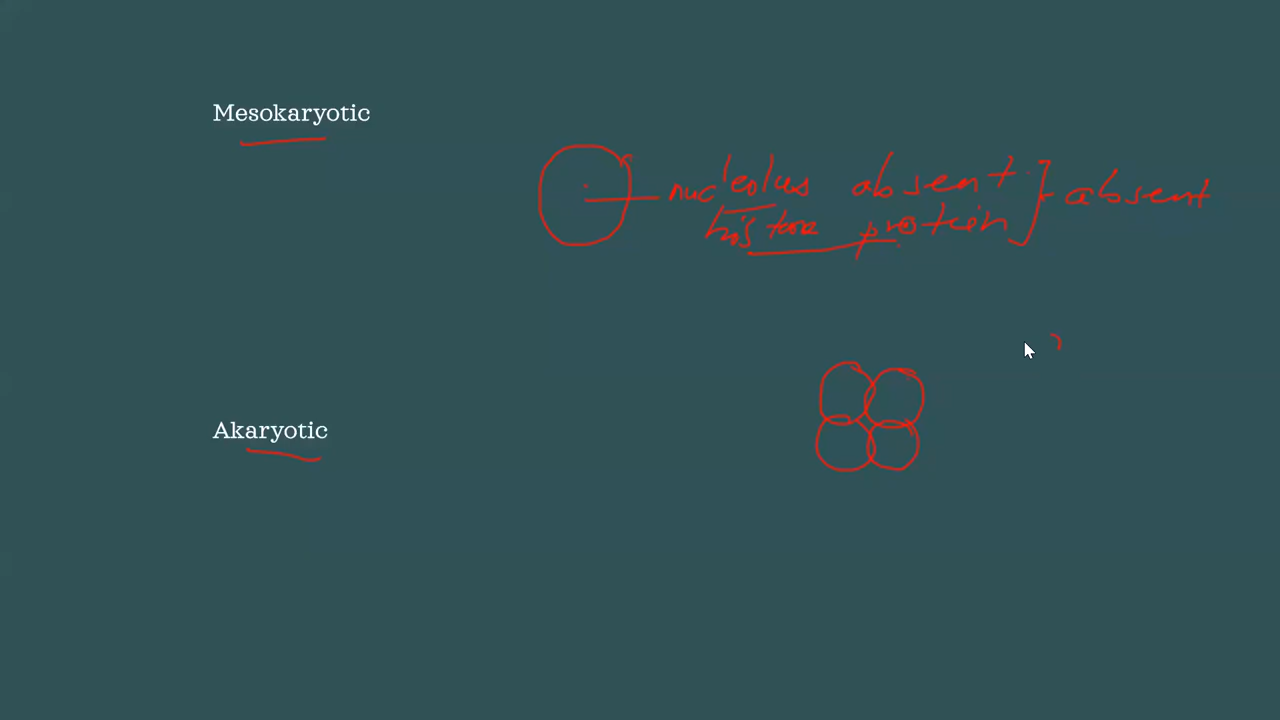 Mesokaryotic
nucleolus absent
histone protein
absent
Akaryotic